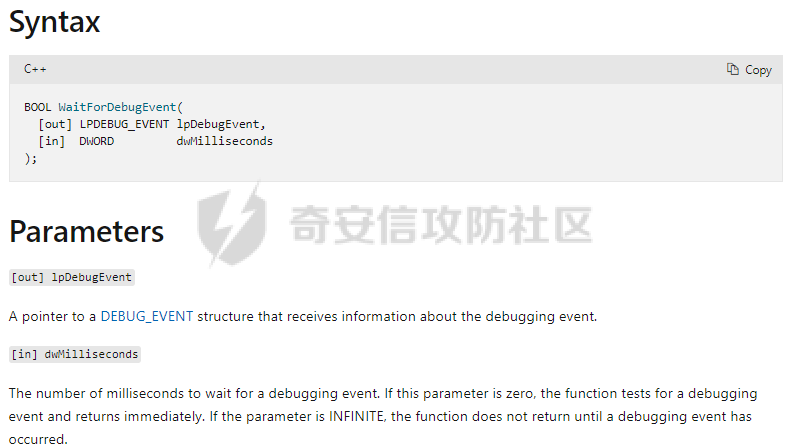 Syntax
C++
Copy
BOOL WaitForDebugEvent(
[out] LPDEBUG_EVENT lpDebugEvent,
[in]  DWORD         dwMilliseconds
);
奇安信攻防社区
Parameters
[out] lpDebugEvent
A pointer to a DEBUG_EVENT structure that receives information about the debugging event.
[in] dwMilliseconds
The number of milliseconds to wait for a debugging event. If this parameter is zero, the function tests for a debugging
event and returns immediately. If the parameter is INFINITE, the function does not return until a debugging event has
occurred.